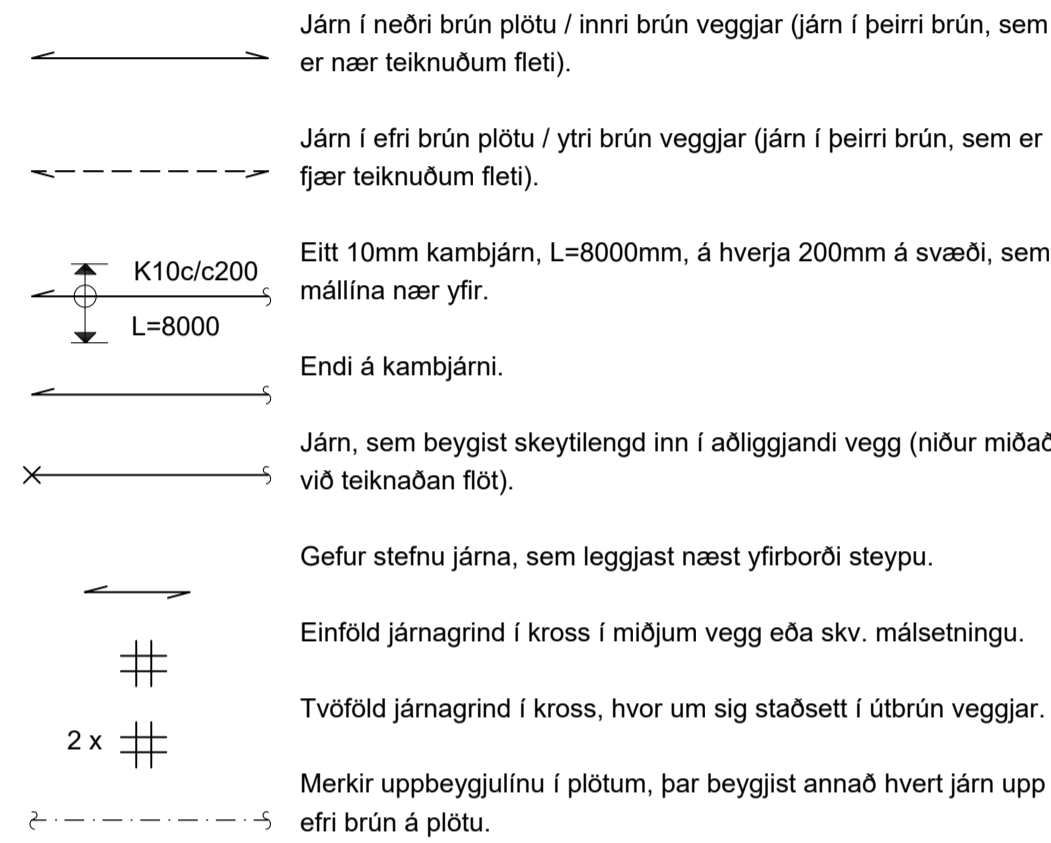 Járn í neðri brún plötu / innri brún veggjar (járn í þeirri brún, sem
er nær teiknuðum fleti).
Járn í efri brún plötu / ytri brún veggjar (járn í þeirri brún, sem er
fjær teiknuðum fleti).
K10c/c200
L=8000
Eitt 10mm kambjárn, L=8000mm, á hverja 200mm á svæði, sem
mállína nær yfir.
Endi á kambjárni.
Járn, sem beygist skeytilengd inn í aðliggjandi vegg (niður miðað
við teiknaðan flöt).
Gefur stefnu járna, sem leggjast næst yfirborði steypu.
Einföld járnagrind í kross í miðjum vegg eða skv. málsetningu.
2 x
Tvöföld járnagrind í kross, hvor um sig staðsett í útbrún veggjar.
Merkir uppbeygjulínu í plötum, þar beygjist annað hvert járn upp
efri brún á plötu.